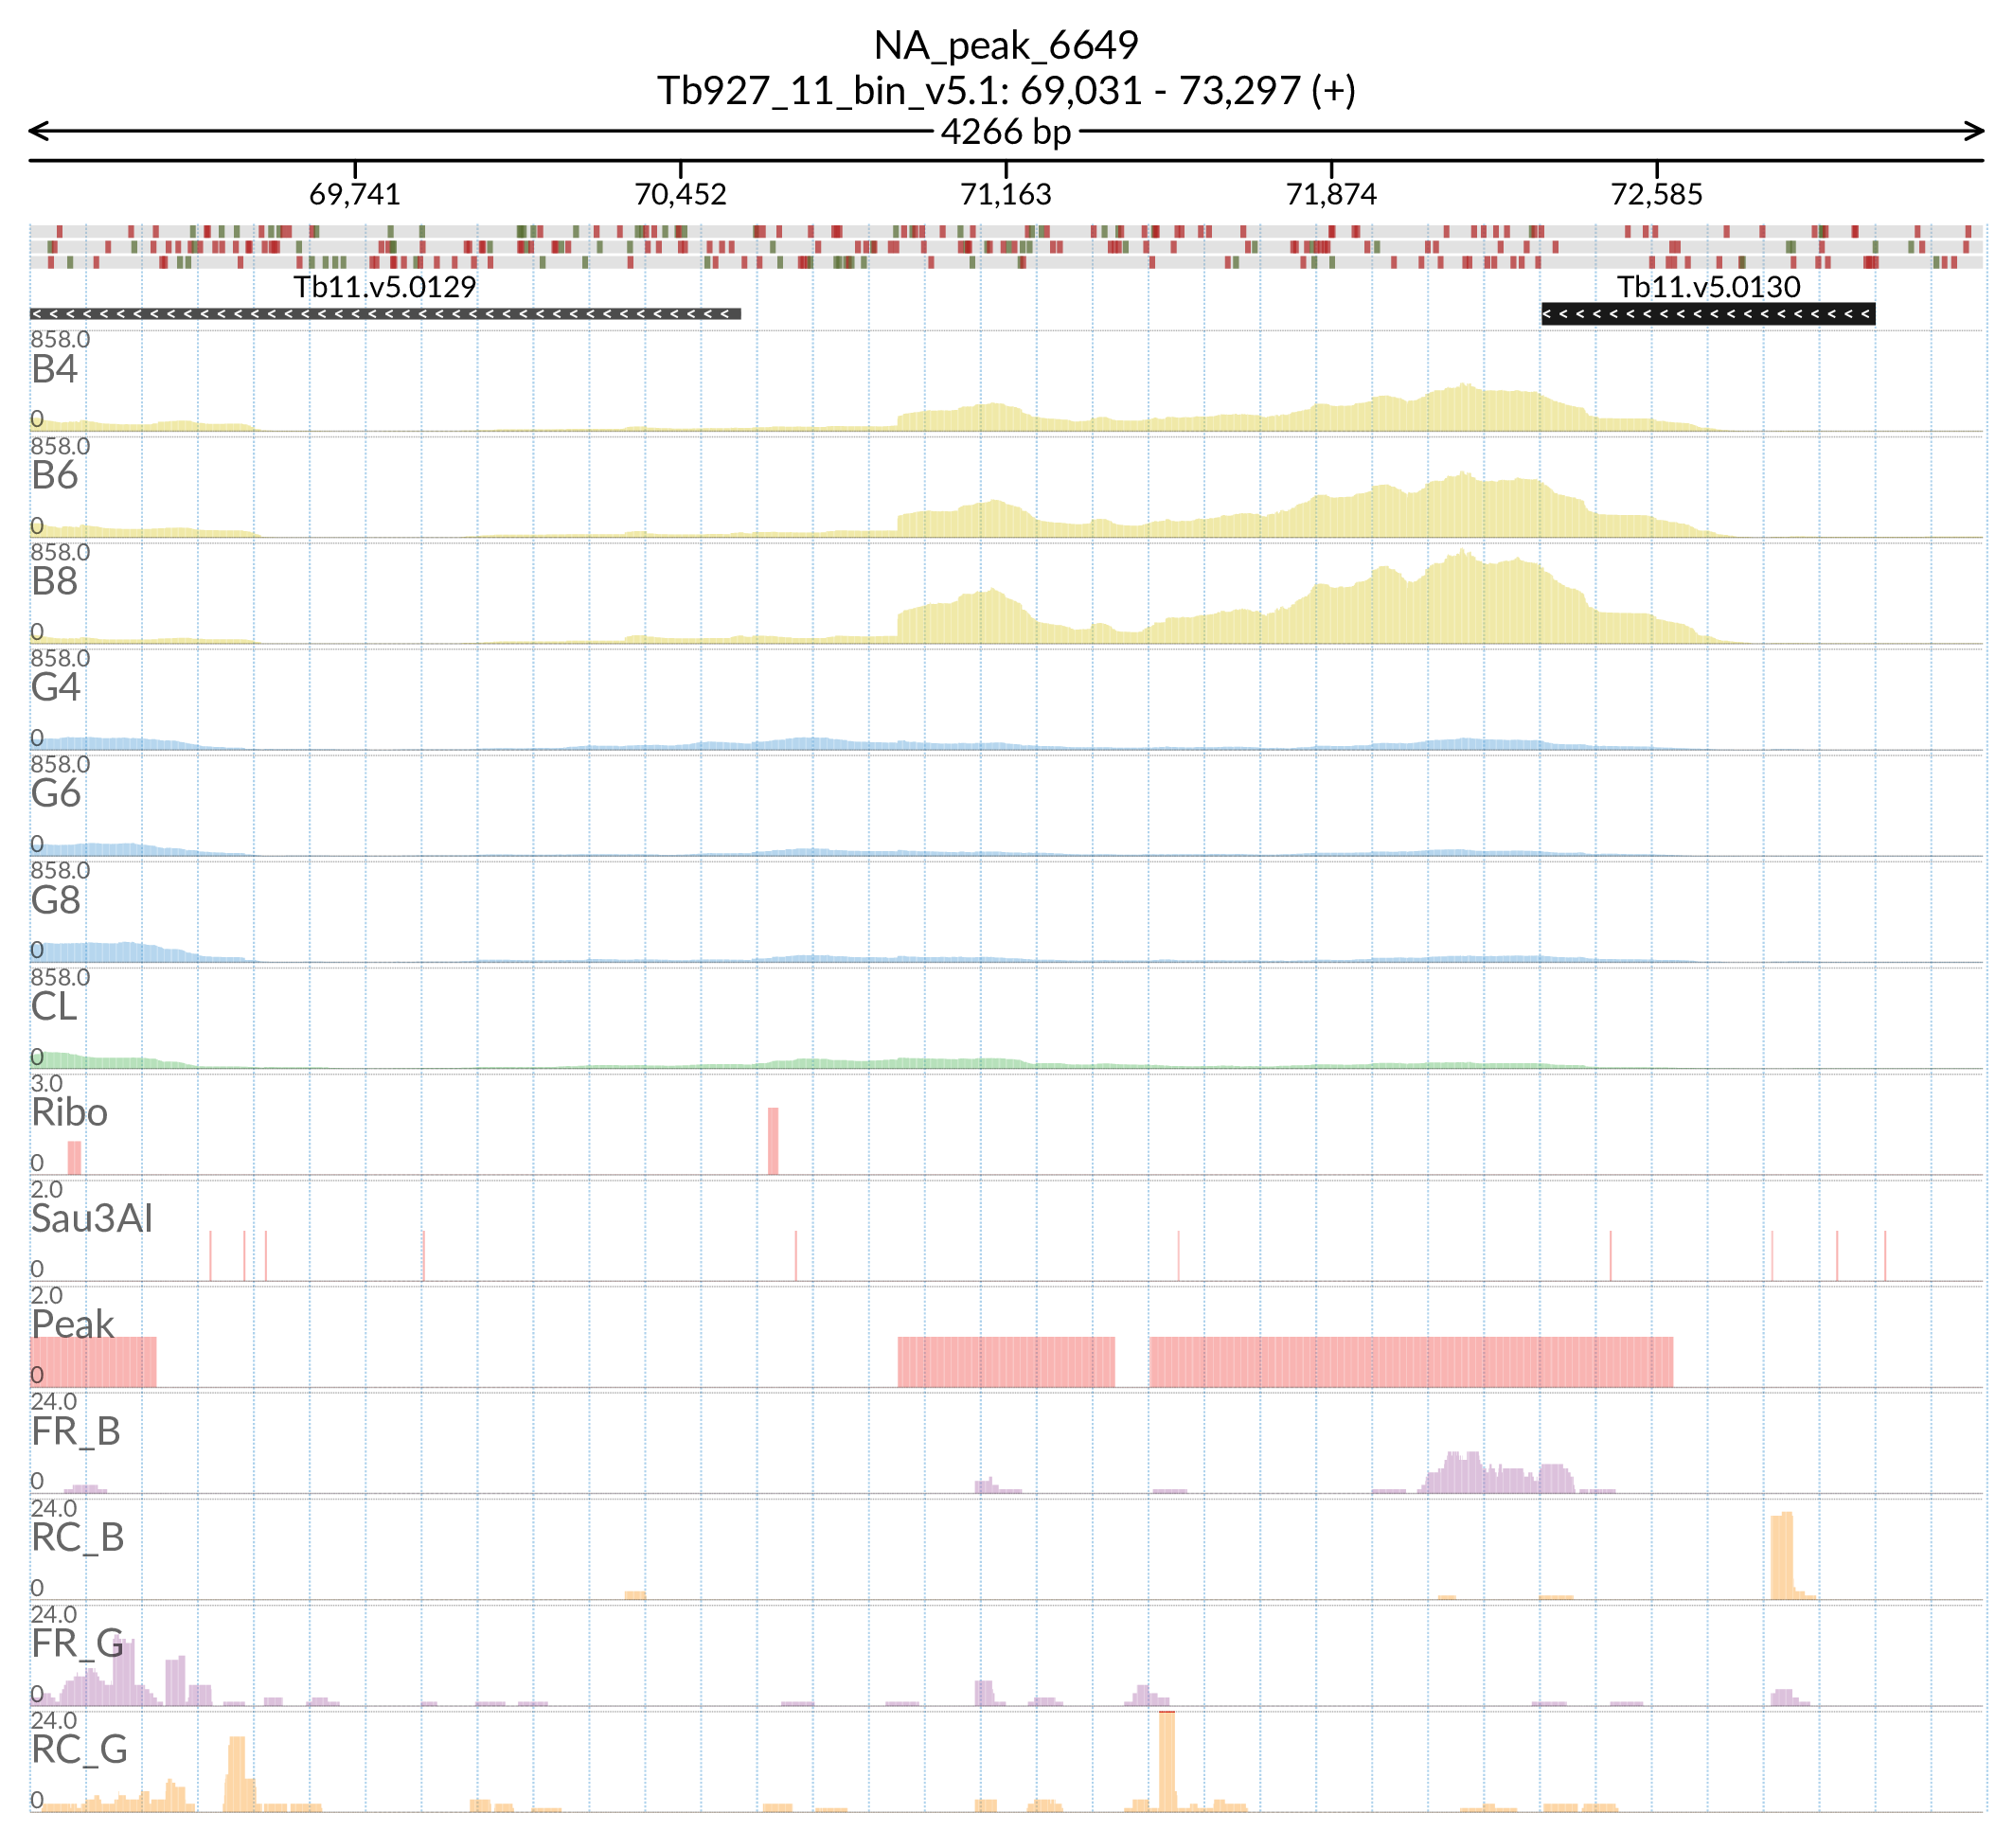 NA_peak_6649
Tb927_11_bin_v5.1: 69,031 - 73,297 (+)
4266 bp
69,741 70,452 71,163 71,874 72,585
Tb11.v5.0129 Tb11.v5.0130
858.0
B4
0
858.0
B6
0
858.0
B8
0
858.0
G4
0
858.0
G6
0
858.0
G8
0
858.0
CL
0
3.0
Ribo
0
2.0
Sau3AI
0
2.0
Peak
0
24.0
FR_B
0
24.0
RC_B
0
24.0
FR_G
0
24.0
RC_G
0